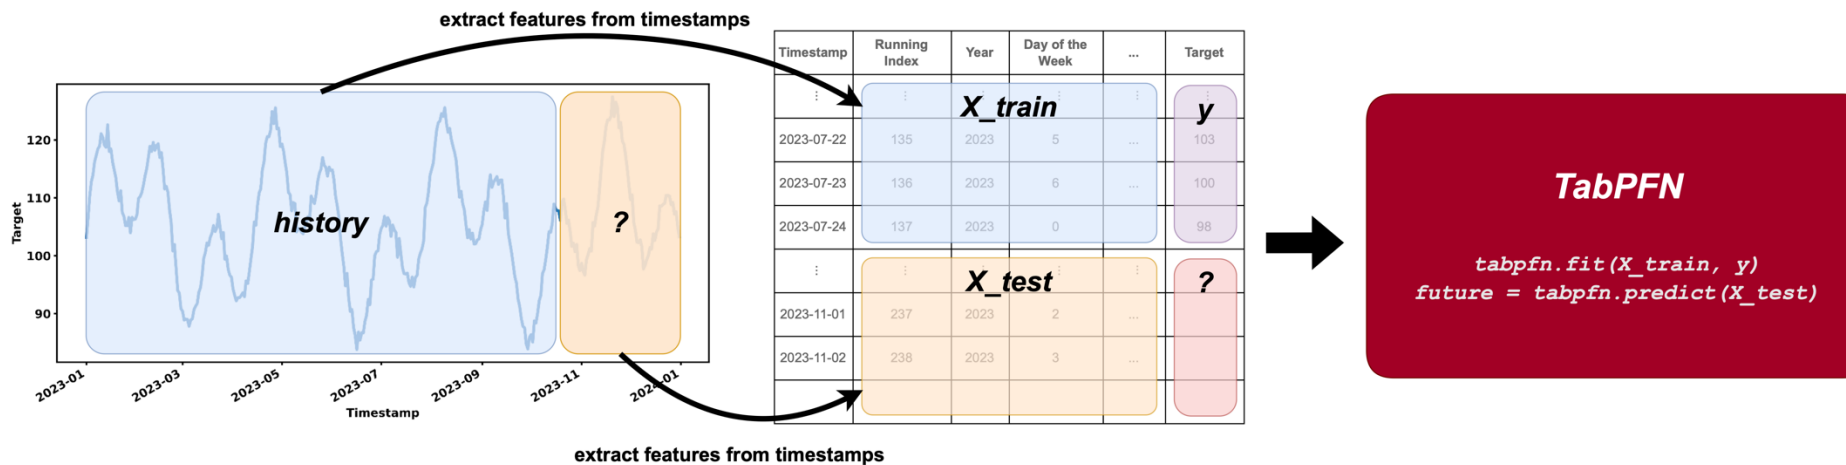 extract features from timestamps
Target
120
110
100
90
history
?
2023-01
2023-03
2023-05
2023-07
2023-09
2023-11
2024-01
Timestamp
extract features from timestamps
Timestamp Running Index Year Day of the Week ... Target
X_train y
2023-07-22 135 2023 5 ... 103
2023-07-23 136 2023 6 ... 100
2023-07-24 137 2023 0 98
X_test ?
2023-11-01 237 2023 2 ...
2023-11-02 238 2023 3 ...
TabPFN
tabpfn.fit(X_train, y)
future = tabpfn.predict(X_test)